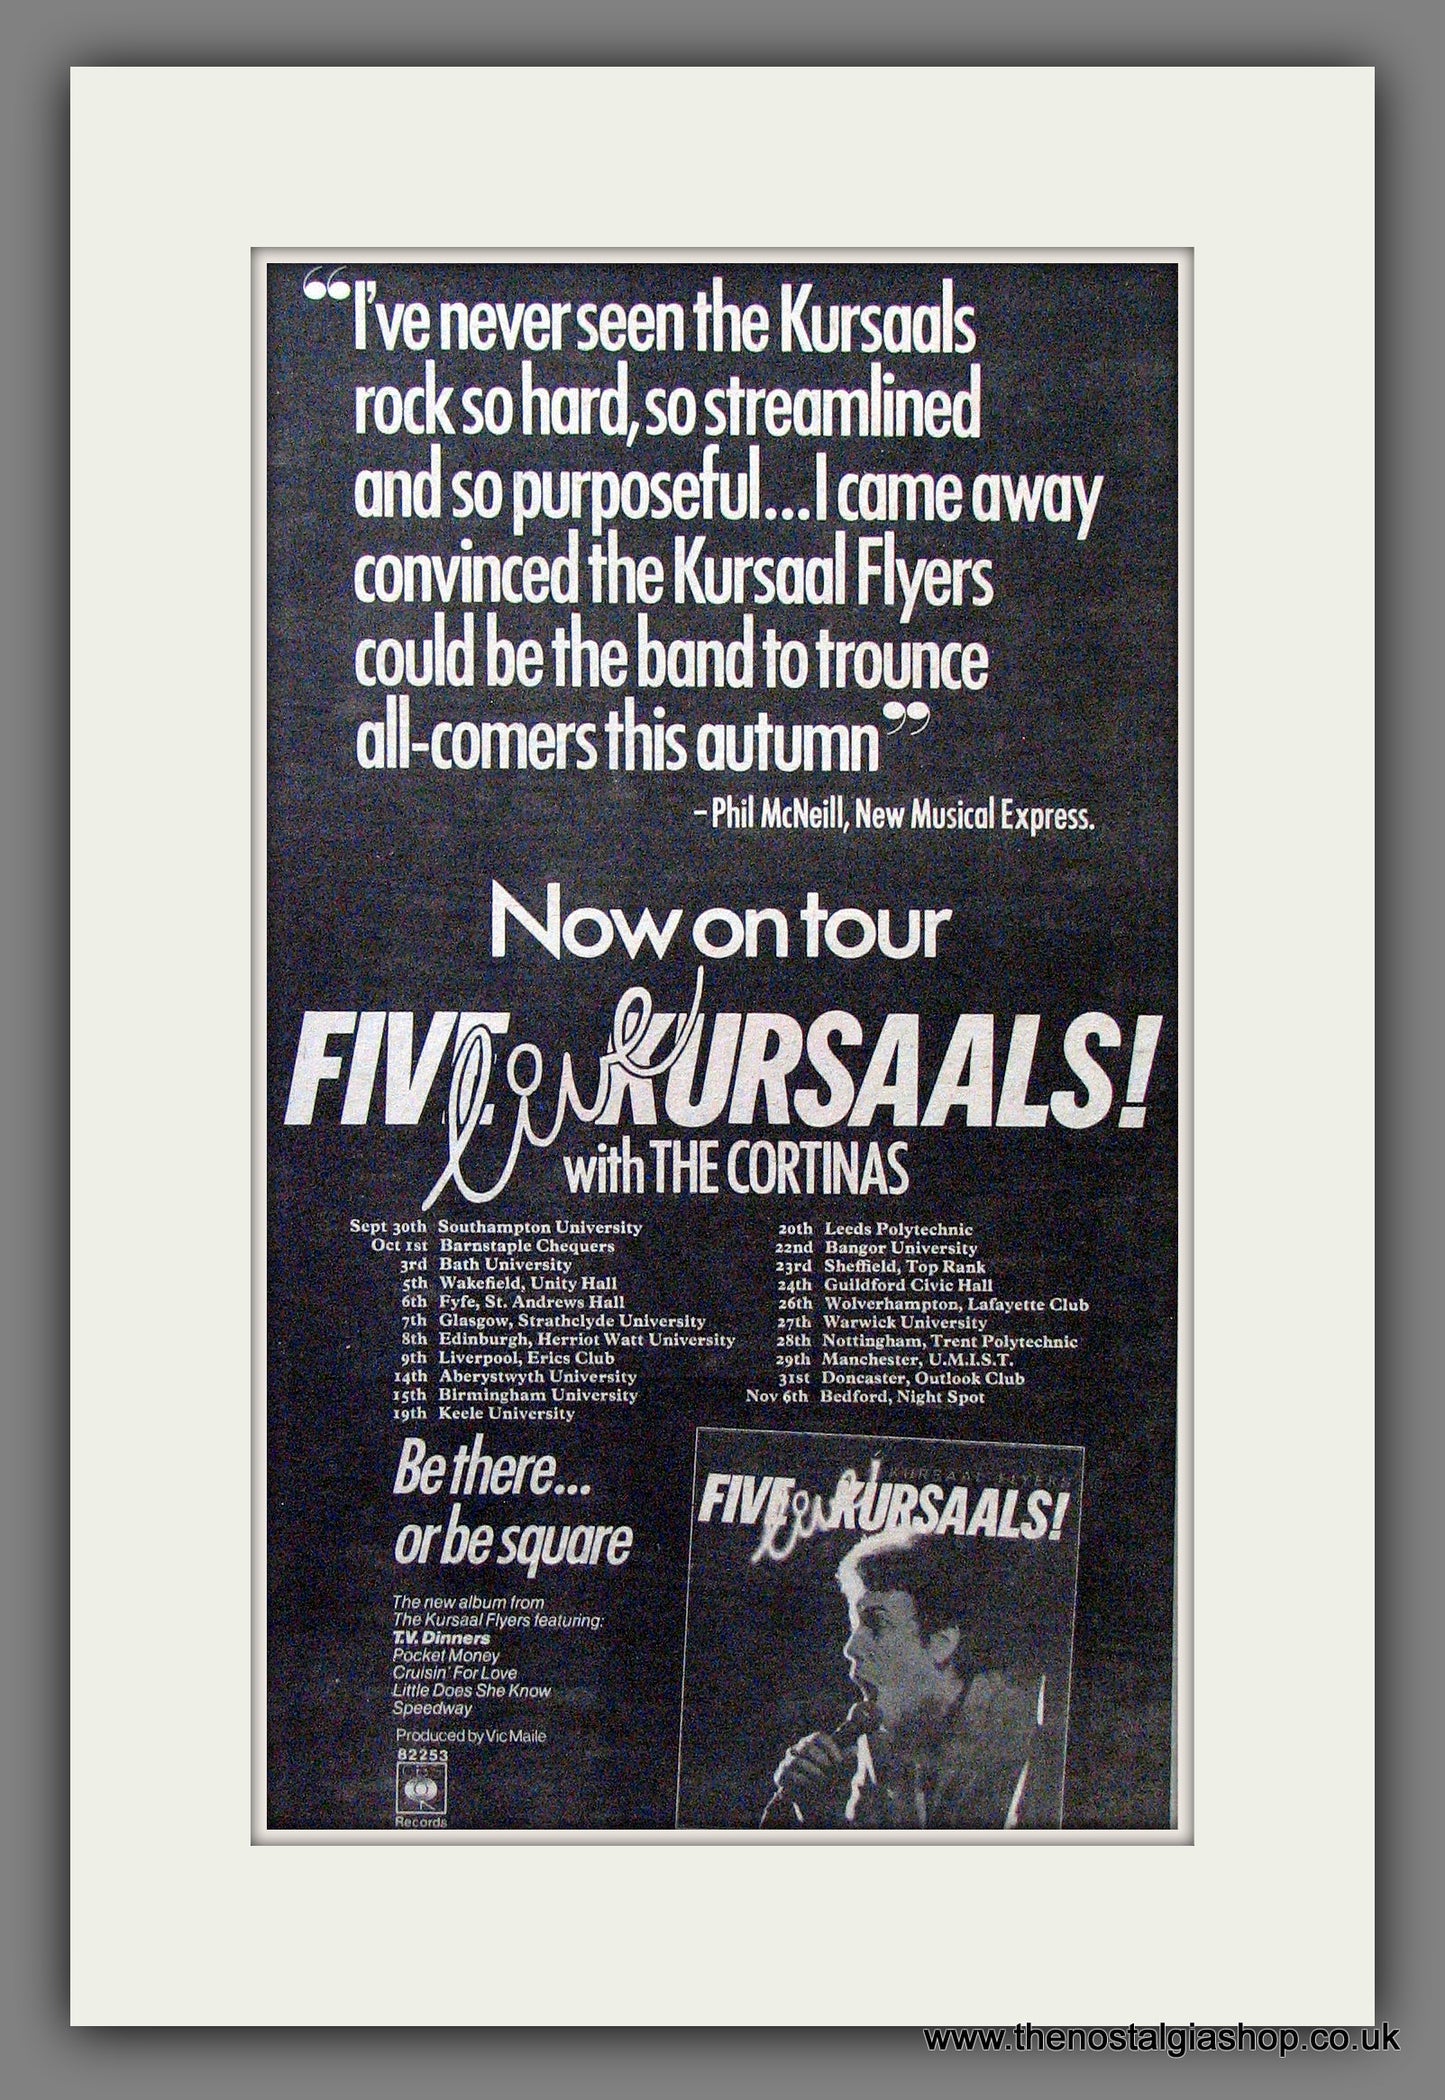 “I’ve never seen the Kursaals
rock so hard, so streamlined
and so purposeful...I came away
convinced the Kursaal Flyers
could be the band to trounce
all-comers this autumn”
–Phil McNeill, New Musical Express.
Now on tour
FIVE live KURSAALS!
with THE CORTINAS
Sept 30th Southampton University
Oct 1st Barnstaple Chequers
3rd Bath University
5th Wakefield, Unity Hall
6th Fyfe, St. Andrews Hall
7th Glasgow, Strathclyde University
8th Edinburgh, Herriot Watt University
9th Liverpool, Erics Club
14th Aberystwyth University
15th Birmingham University
19th Keele University
20th Leeds Polytechnic
22nd Bangor University
23rd Sheffield, Top Rank
24th Guildford Civic Hall
26th Wolverhampton, Lafayette Club
27th Warwick University
28th Nottingham, Trent Polytechnic
29th Manchester, U.M.I.S.T.
31st Doncaster, Outlook Club
Nov 6th Bedford, Night Spot
Be there...
or be square
The new album from
The Kursaal Flyers featuring:
T.V. Dinners
Pocket Money
Cruisin’ For Love
Little Does She Know
Speedway
Produced by Vic Maile
82253
CBS
Records
KURSAAL FLYERS
FIVE live KURSAALS!
www.thenostalgiashop.co.uk